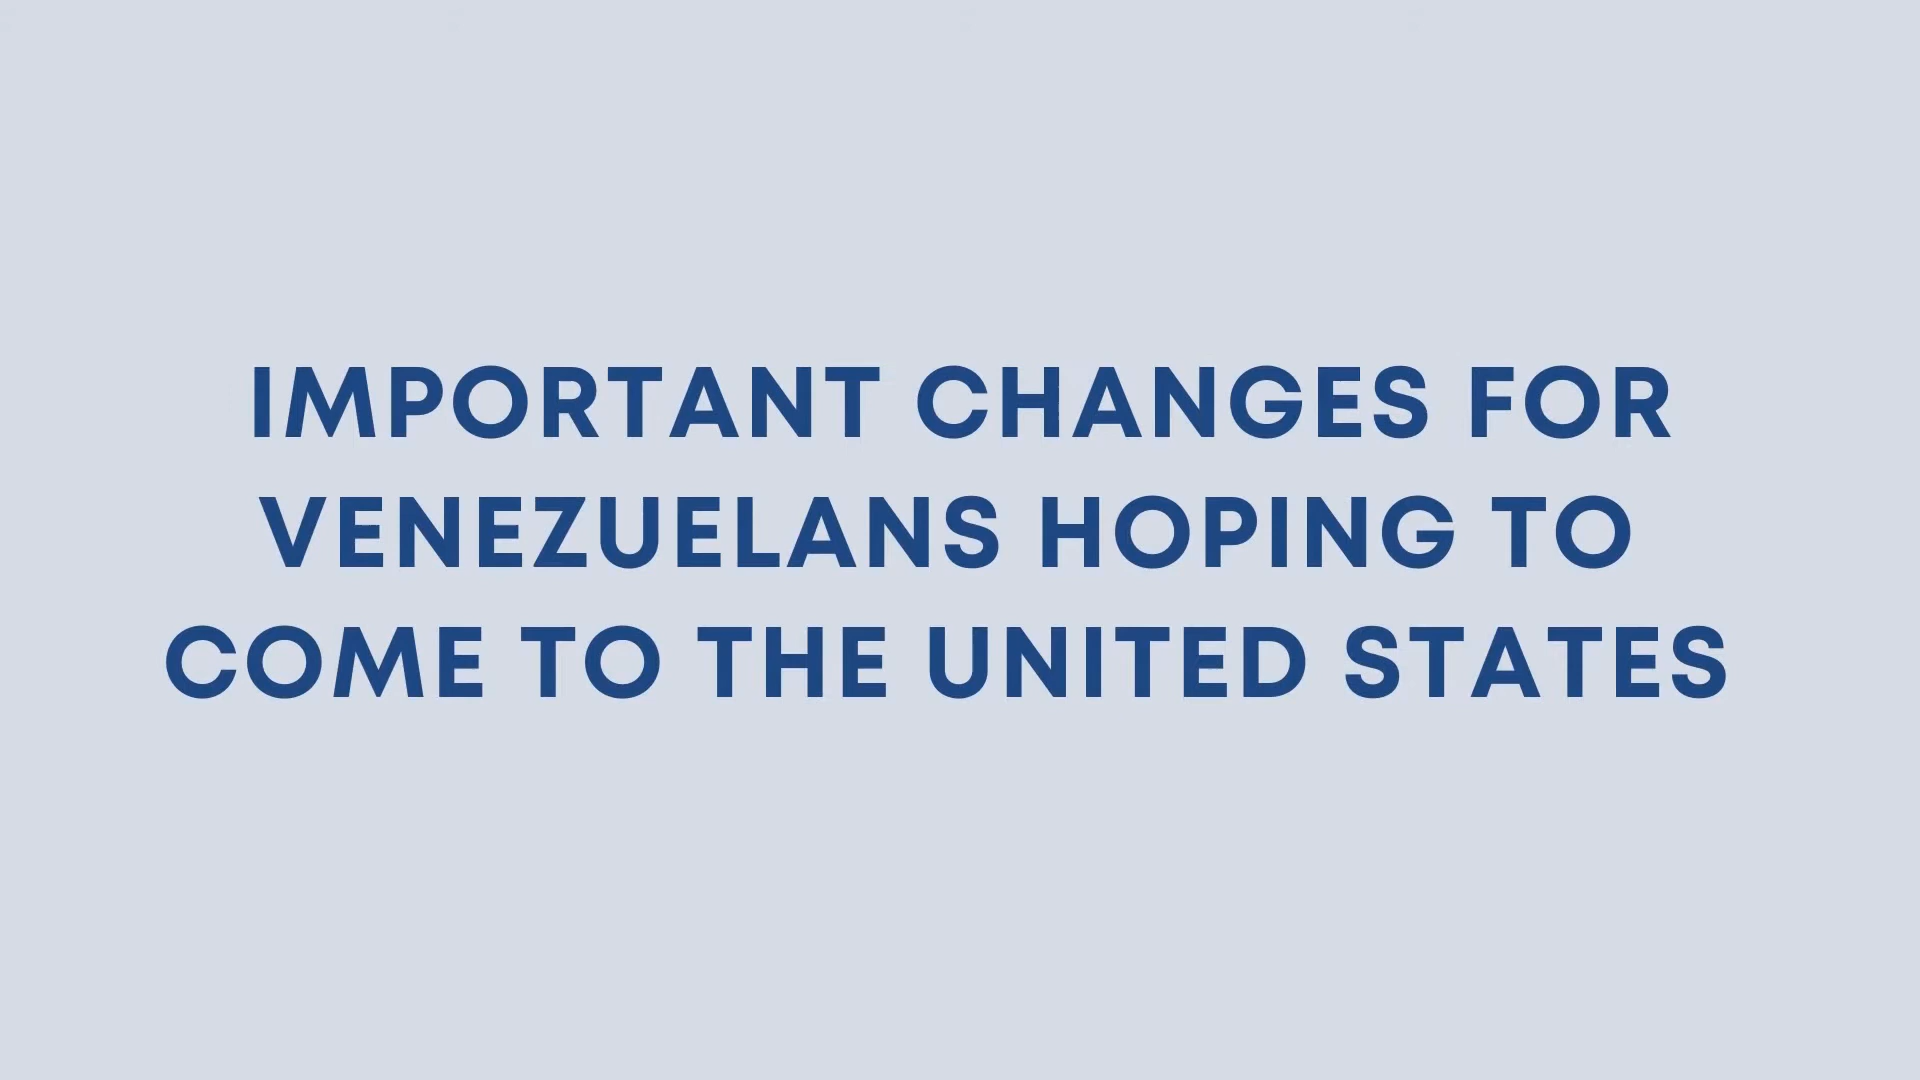 IMPORTANT CHANGES FOR
VENEZUELANS HOPING TO
COME TO THE UNITED STATES